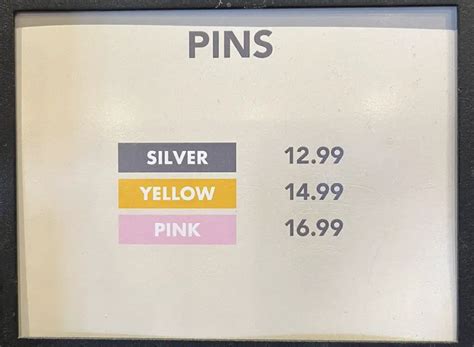 PINS
SILVER 12.99
YELLOW 14.99
PINK 16.99